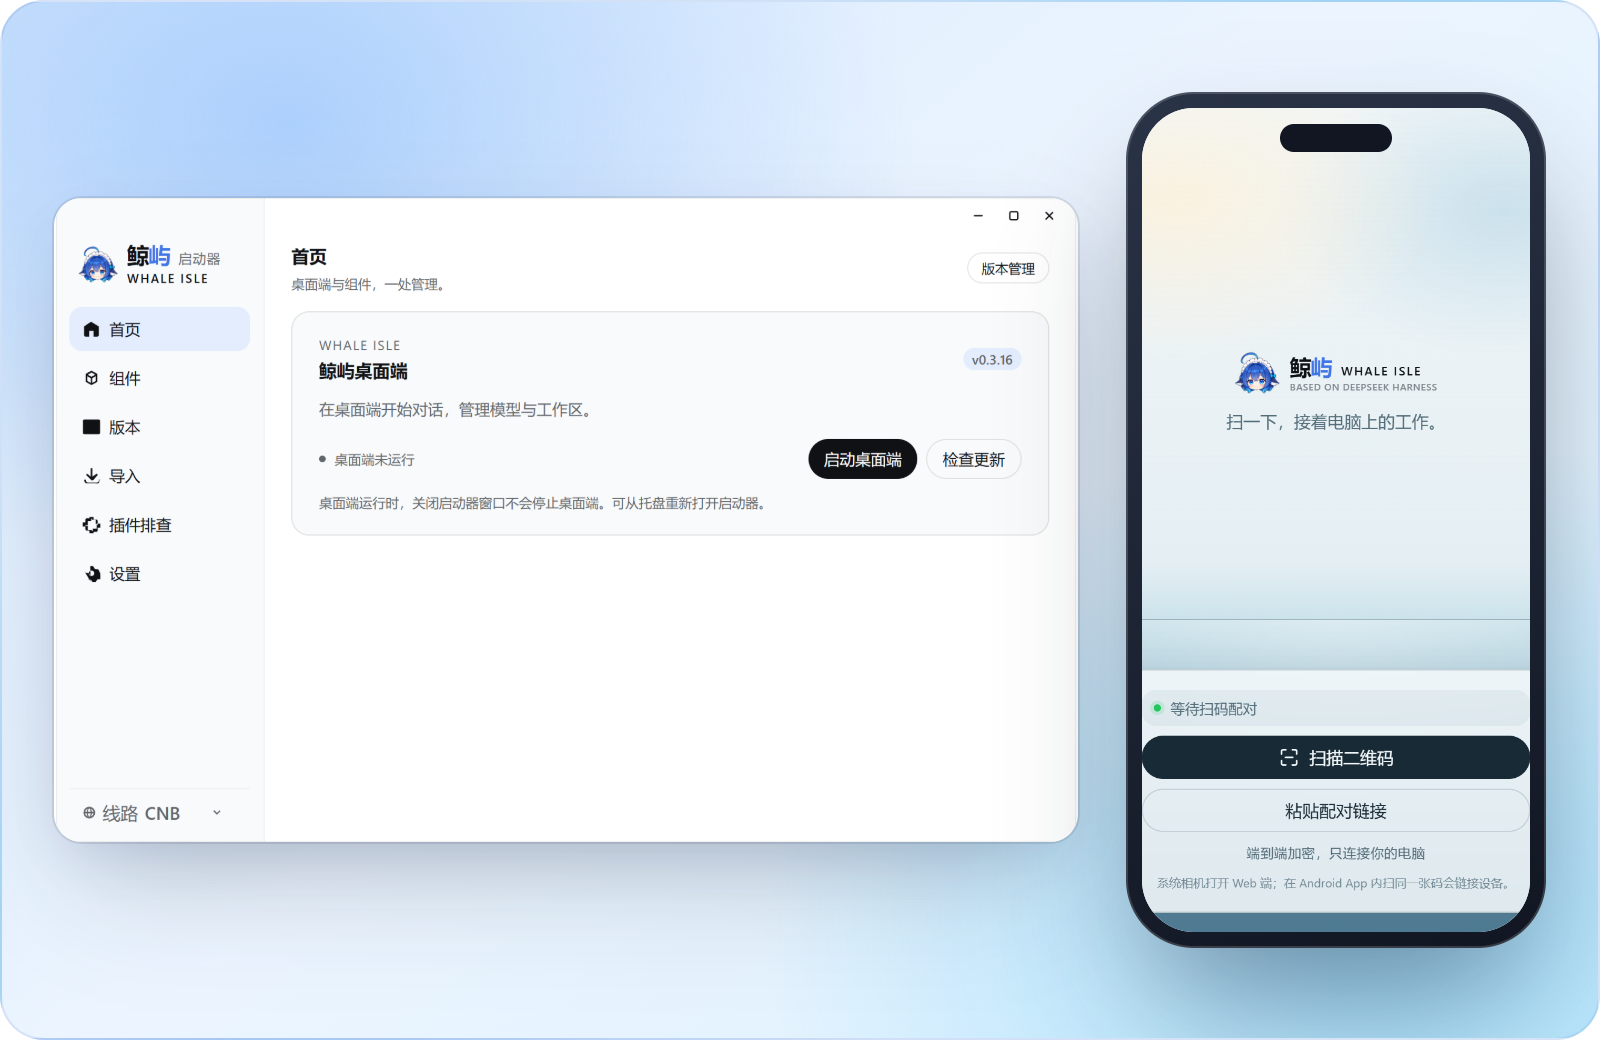 鲸屿 启动器
WHALE ISLE
首页
组件
版本
导入
插件排查
设置
线路 CNB
首页
桌面端与组件，一处管理。
版本管理
WHALE ISLE
鲸屿桌面端
v0.3.16
在桌面端开始对话，管理模型与工作区。
桌面端未运行
启动桌面端
检查更新
桌面端运行时，关闭启动器窗口不会停止桌面端。可从托盘重新打开启动器。
鲸屿 WHALE ISLE
BASED ON DEEPSEEK HARNESS
扫一下，接着电脑上的工作。
等待扫码配对
扫描二维码
粘贴配对链接
端到端加密，只连接你的电脑
系统相机打开 Web 端；在 Android App 内扫同一张码会链接设备。